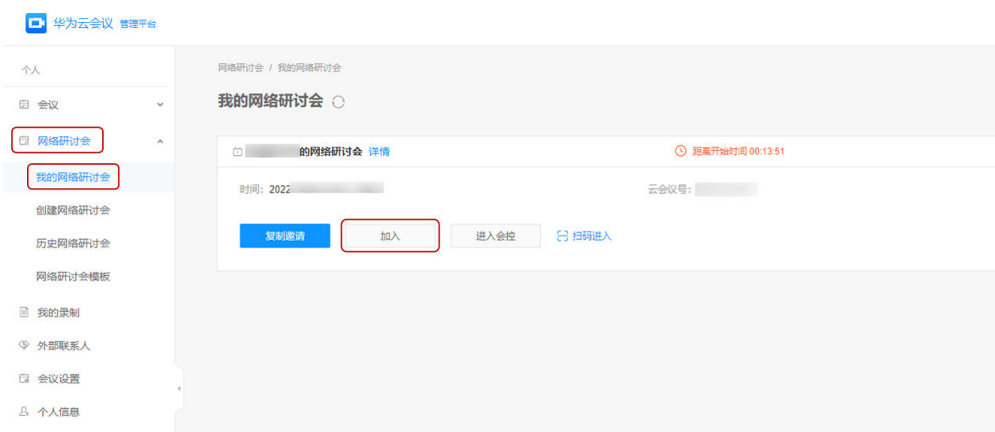 华为云会议 管理平台
个人
会议
网络研讨会
我的网络研讨会
创建网络研讨会
历史网络研讨会
网络研讨会模板
我的录制
外部联系人
会议设置
个人信息
网络研讨会 / 我的网络研讨会
我的网络研讨会
的网络研讨会 详情
距离开始时间 00:13:51
时间: 2022
云会议号:
复制邀请
加入
进入会控
扫码进入